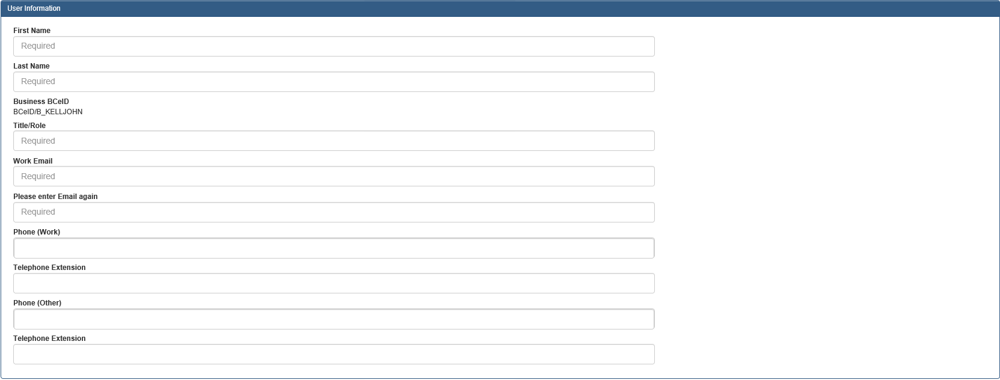 User Information
First Name
Required
Last Name
Required
Business BCeID
BCeID/B_KELLJOHN
Title/Role
Required
Work Email
Required
Please enter Email again
Required
Phone (Work)
Telephone Extension
Phone (Other)
Telephone Extension